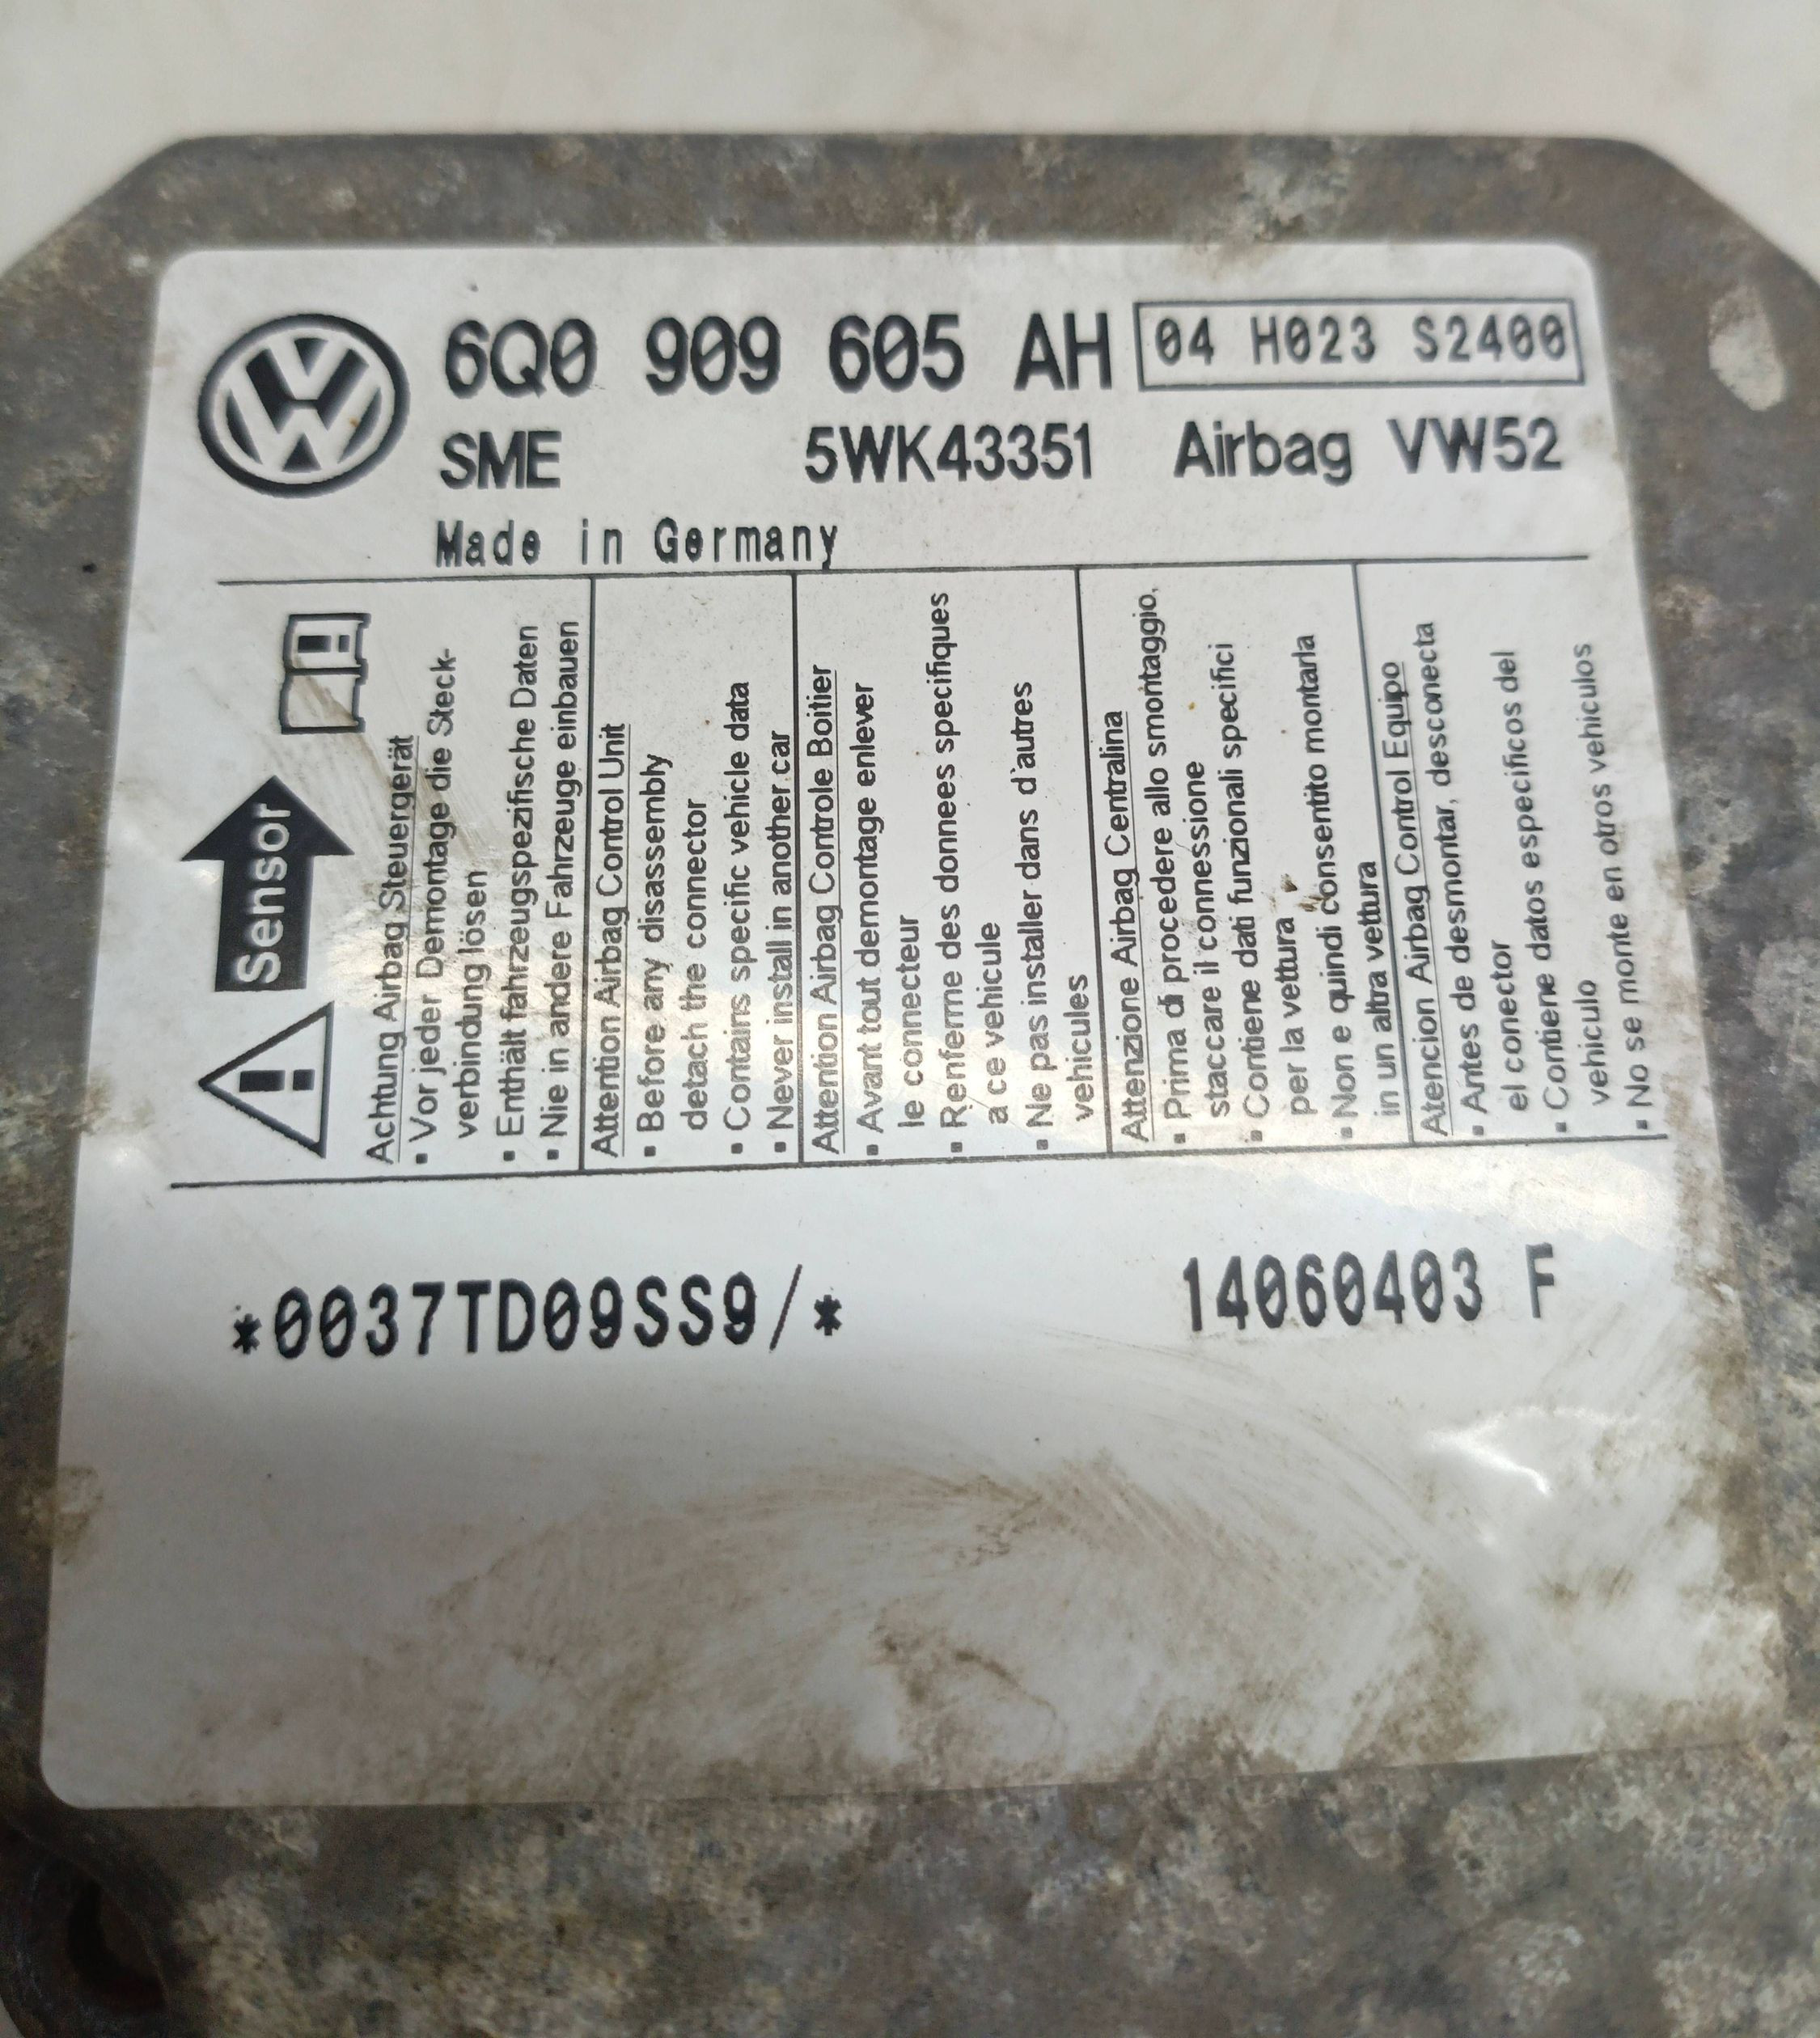 6Q0 909 605 AH
04 H023 S2400
SME 5WK43351 Airbag VW52
Made in Germany
Sensor
Achtung Airbag Steuergerät
▪ Vor jeder Demontage die Steck-
verbindung lösen
▪ Enthält fahrzeugspezifische Daten
▪ Nie in andere Fahrzeuge einbauen
Attention Airbag Control Unit
▪ Before any disassembly
detach the connector
▪ Contains specific vehicle data
▪ Never install in another car
Attention Airbag Controle Boitier
▪ Avant tout demontage enlever
le connecteur
▪ Renferme des donnees specifiques
a ce vehicule
▪ Ne pas installer dans d'autres
vehicules
Attenzione Airbag Centralina
▪ Prima di procedere allo smontaggio,
staccare il connessione
▪ Contiene dati funzionali specifici
per la vettura
▪ Non e quindi consentito montarla
in un altra vettura
Atencion Airbag Control Equipo
▪ Antes de desmontar, desconecta
el conector
▪ Contiene datos especificos del
vehiculo
▪ No se monte en otros vehiculos
*0037TD09SS9/*
14060403 F